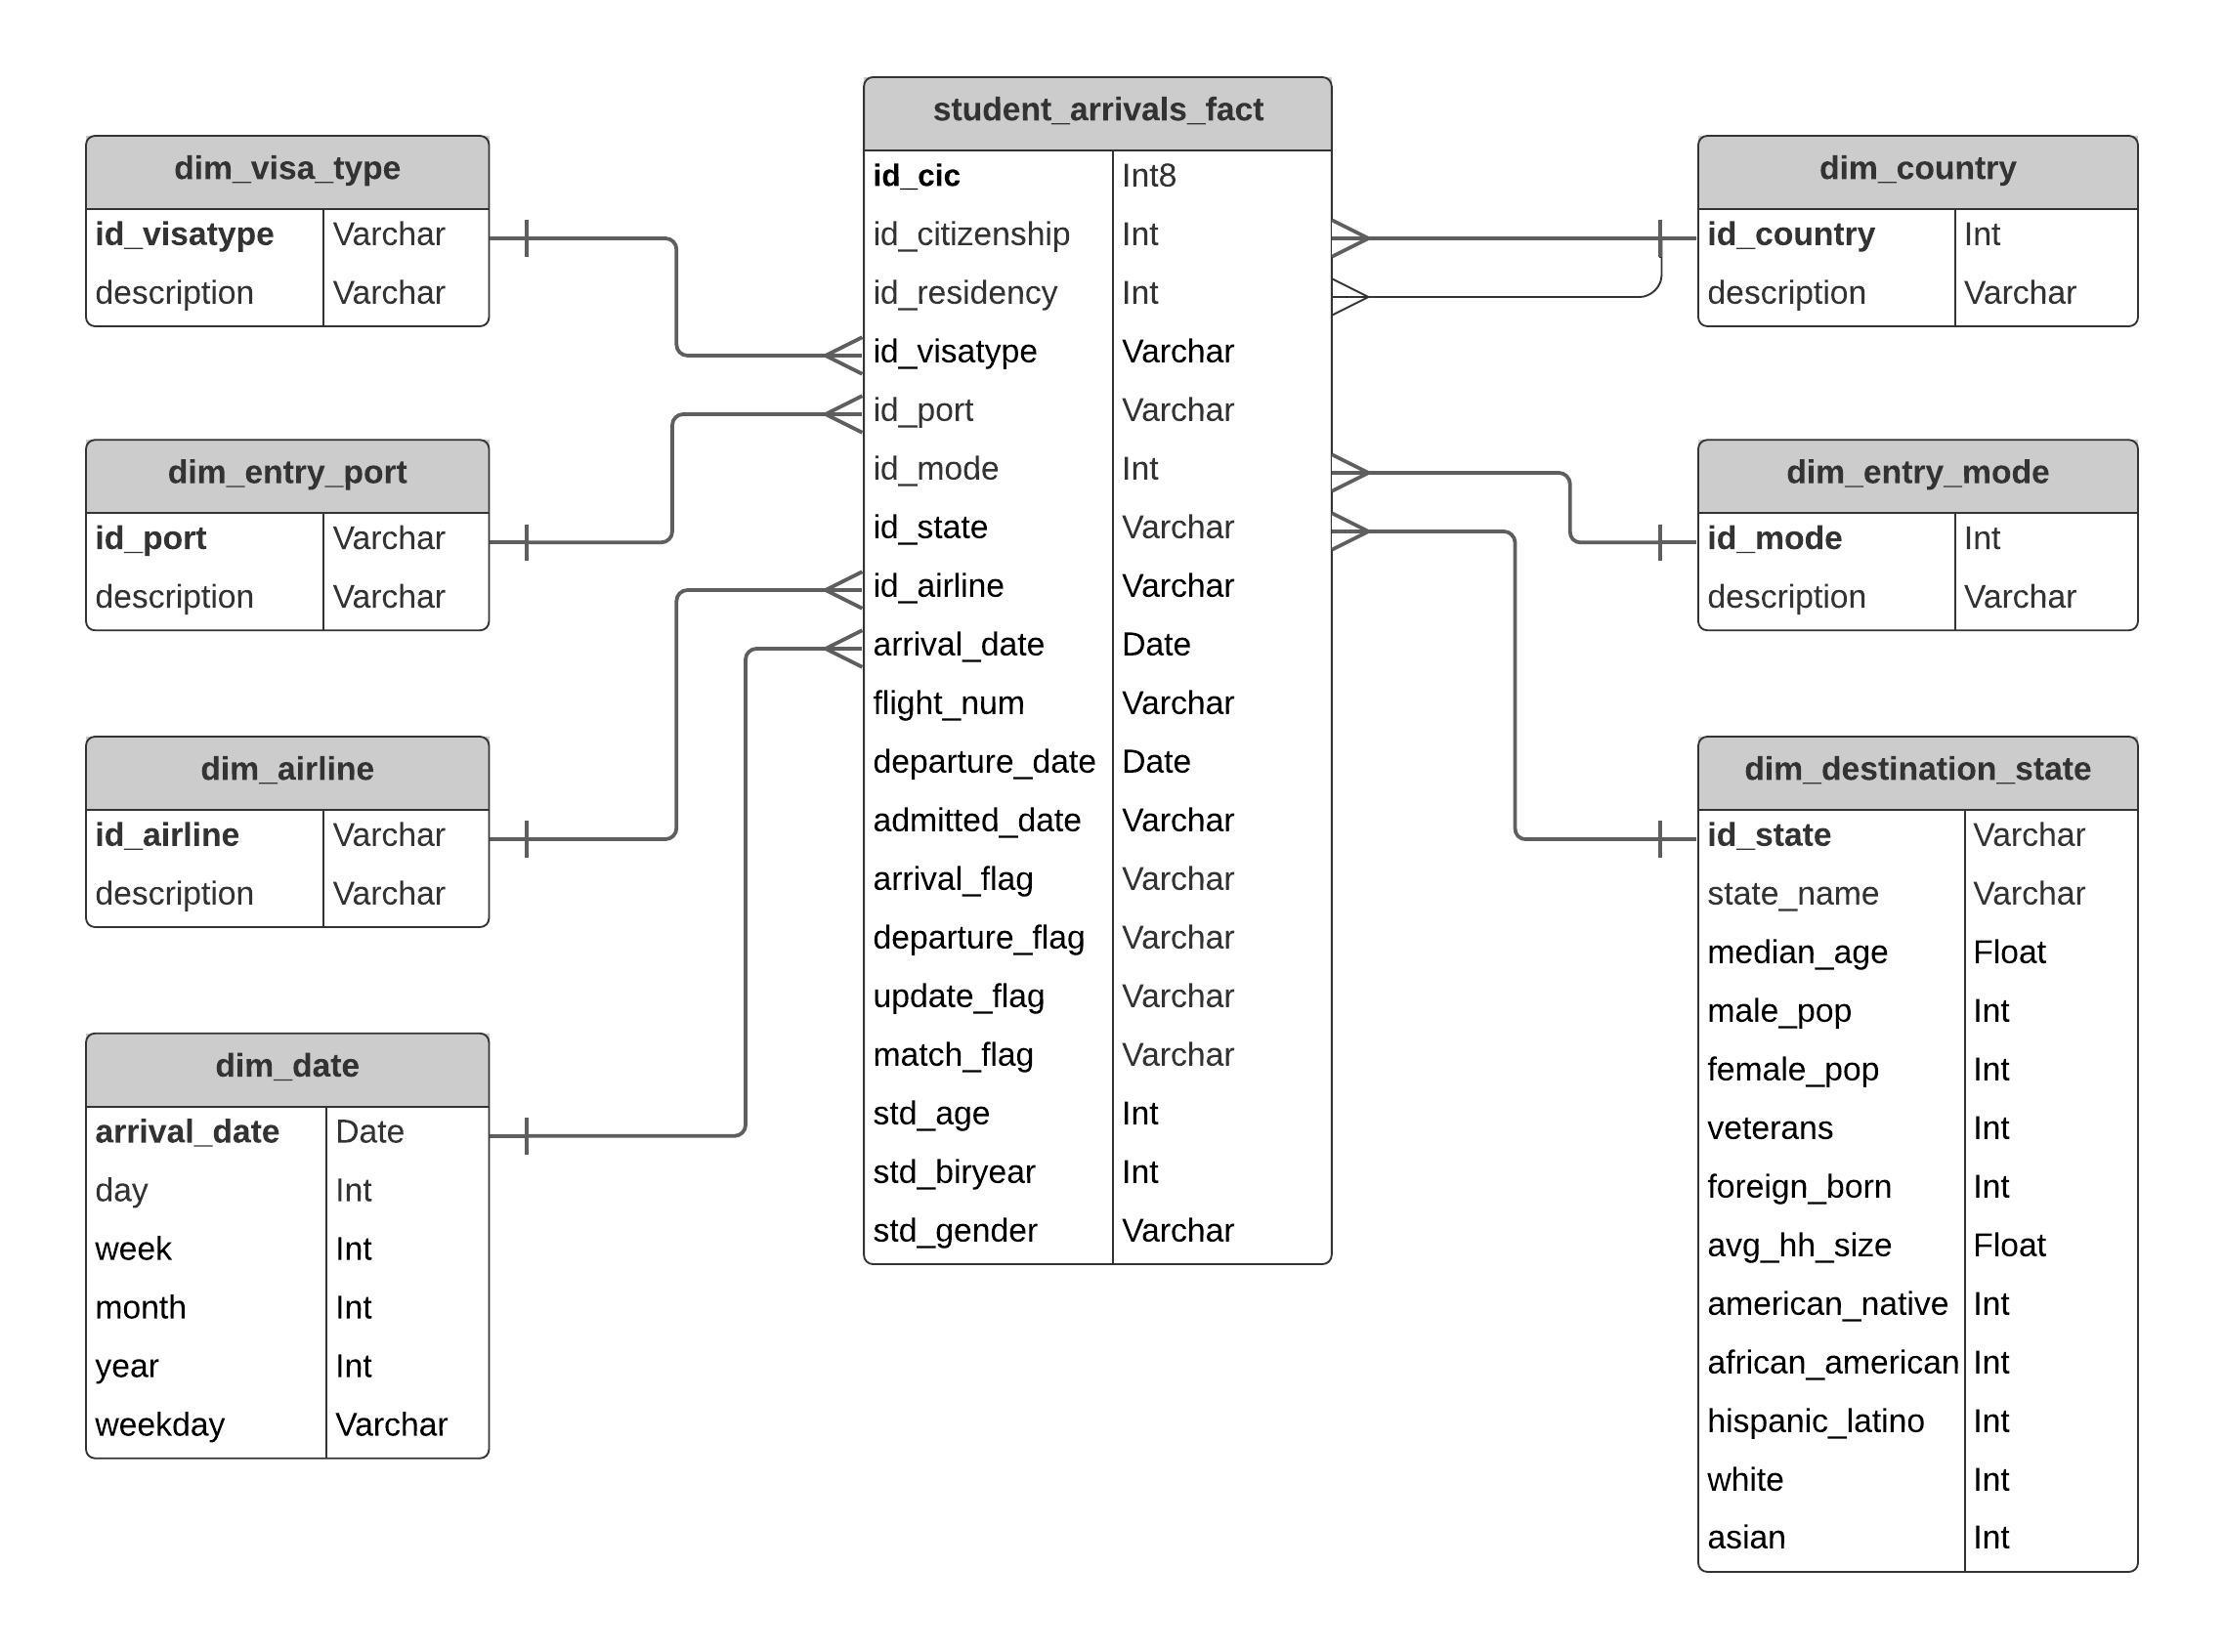 dim_visa_type
id_visatype Varchar
description Varchar
dim_entry_port
id_port Varchar
description Varchar
dim_airline
id_airline Varchar
description Varchar
dim_date
arrival_date Date
day Int
week Int
month Int
year Int
weekday Varchar
student_arrivals_fact
id_cic Int8
id_citizenship Int
id_residency Int
id_visatype Varchar
id_port Varchar
id_mode Int
id_state Varchar
id_airline Varchar
arrival_date Date
flight_num Varchar
departure_date Date
admitted_date Varchar
arrival_flag Varchar
departure_flag Varchar
update_flag Varchar
match_flag Varchar
std_age Int
std_biryear Int
std_gender Varchar
dim_country
id_country Int
description Varchar
dim_entry_mode
id_mode Int
description Varchar
dim_destination_state
id_state Varchar
state_name Varchar
median_age Float
male_pop Int
female_pop Int
veterans Int
foreign_born Int
avg_hh_size Float
american_native Int
african_american Int
hispanic_latino Int
white Int
asian Int